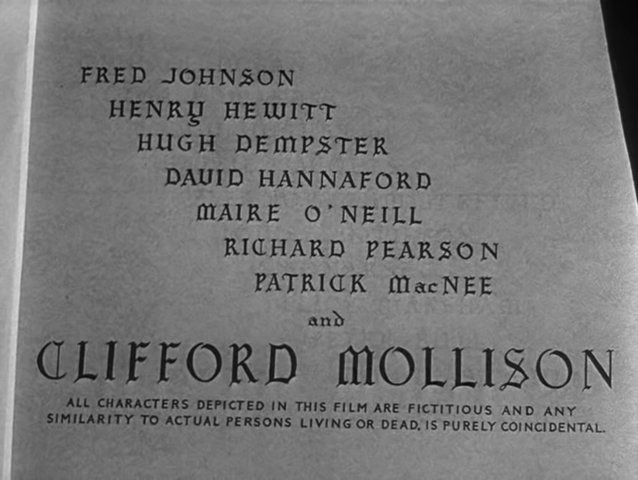 FRED JOHNSON
HENRY HEWITT
HUGH DEMPSTER
DAVID HANNAFORD
MAIRE O'NEILL
RICHARD PEARSON
PATRICK MacNEE
and
CLIFFORD MOLLISON
ALL CHARACTERS DEPICTED IN THIS FILM ARE FICTITIOUS AND ANY
SIMILARITY TO ACTUAL PERSONS LIVING OR DEAD, IS PURELY COINCIDENTAL.